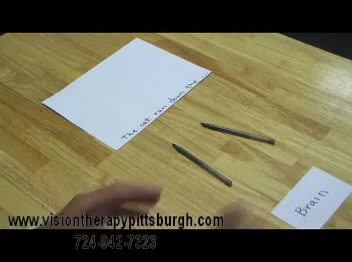 The cat ran down the
Brain
www.visiontherapypittsburgh.com
724-942-7323